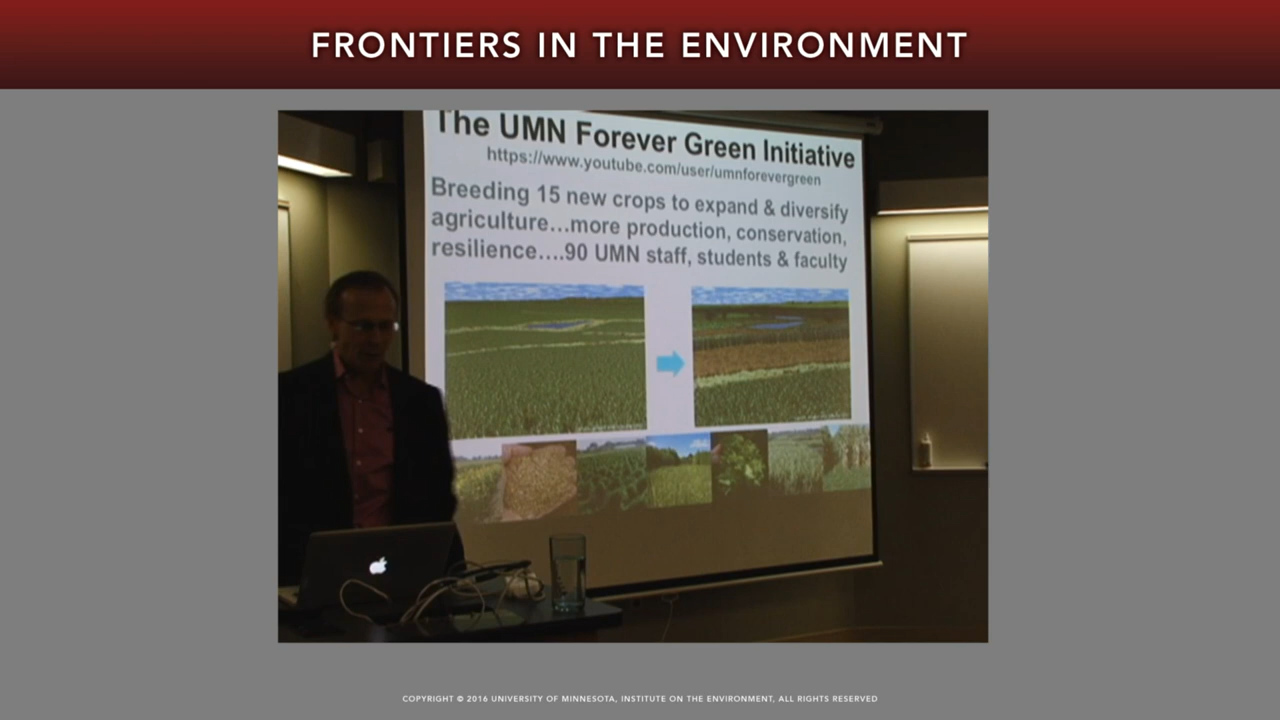 FRONTIERS IN THE ENVIRONMENT
The UMN Forever Green Initiative
https://www.youtube.com/user/umnforevergreen
Breeding 15 new crops to expand & diversify
agriculture...more production, conservation,
resilience....90 UMN staff, students & faculty
COPYRIGHT © 2016 UNIVERSITY OF MINNESOTA, INSTITUTE ON THE ENVIRONMENT, ALL RIGHTS RESERVED